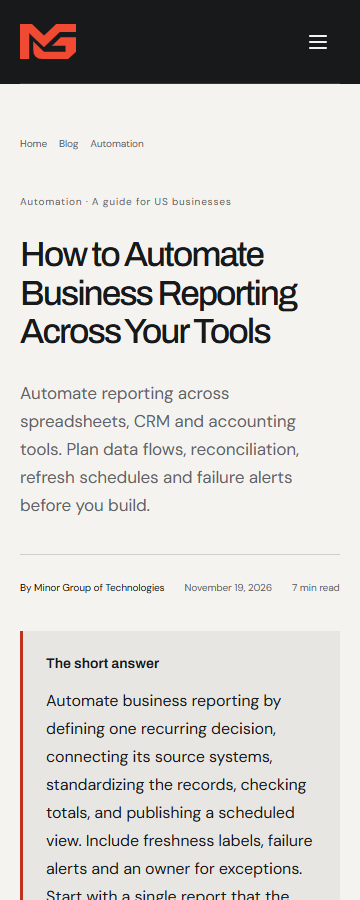 MG
Home Blog Automation
Automation · A guide for US businesses
How to Automate
Business Reporting
Across Your Tools
Automate reporting across
spreadsheets, CRM and accounting
tools. Plan data flows, reconciliation,
refresh schedules and failure alerts
before you build.
By Minor Group of Technologies November 19, 2026 7 min read
The short answer
Automate business reporting by
defining one recurring decision,
connecting its source systems,
standardizing the records, checking
totals, and publishing a scheduled
view. Include freshness labels, failure
alerts and an owner for exceptions.
Start with a single report that the